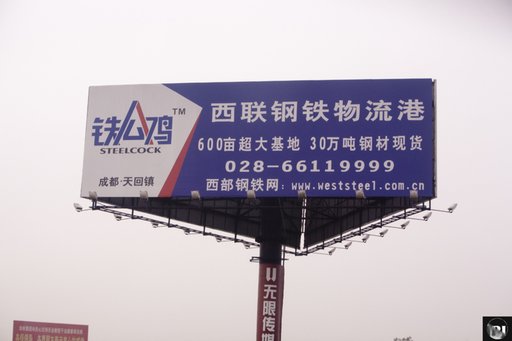 铁公鸡 TM
STEELCOCK
成都·天回镇
西联钢铁物流港
600亩超大基地 30万吨钢材现货
028-66119999
西部钢铁网: www.weststeel.com.cn
无限传媒